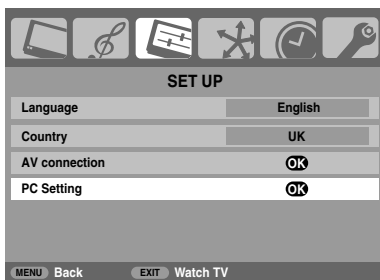 SET UP
Language English
Country UK
AV connection OK
PC Setting OK
MENU Back EXIT Watch TV